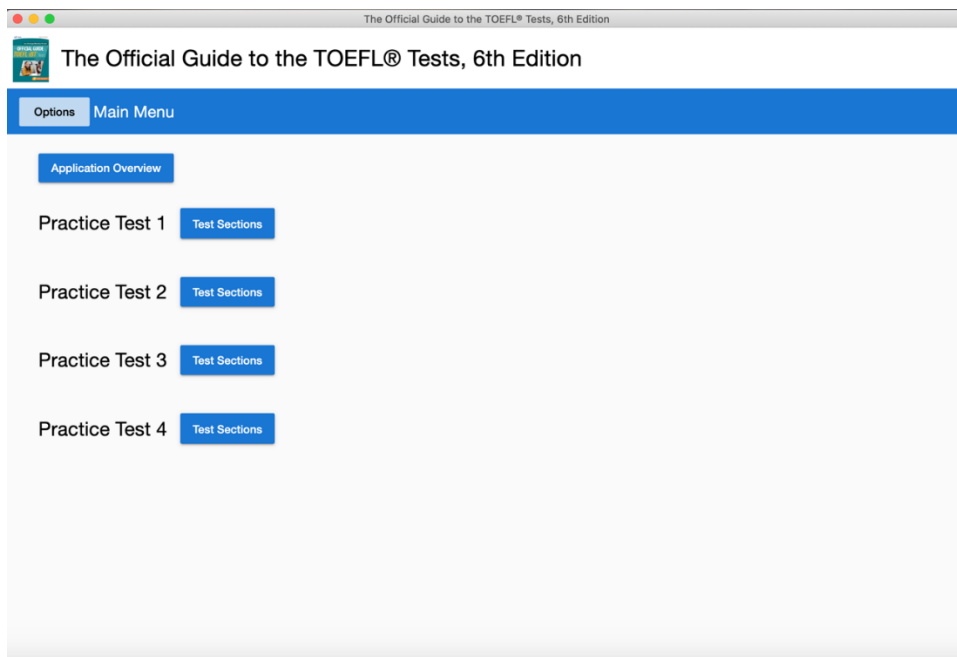 The Official Guide to the TOEFL® Tests, 6th Edition
The Official Guide to the TOEFL® Tests, 6th Edition
Options Main Menu
Application Overview
Practice Test 1 Test Sections
Practice Test 2 Test Sections
Practice Test 3 Test Sections
Practice Test 4 Test Sections